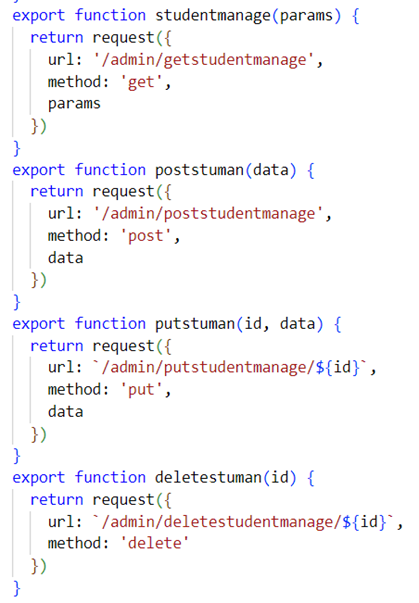 export function studentmanage(params) {
  return request({
    url: '/admin/getstudentmanage',
    method: 'get',
    params
  })
}
export function poststuman(data) {
  return request({
    url: '/admin/poststudentmanage',
    method: 'post',
    data
  })
}
export function putstuman(id, data) {
  return request({
    url: `/admin/putstudentmanage/${id}`,
    method: 'put',
    data
  })
}
export function deletestuman(id) {
  return request({
    url: `/admin/deletestudentmanage/${id}`,
    method: 'delete'
  })
}